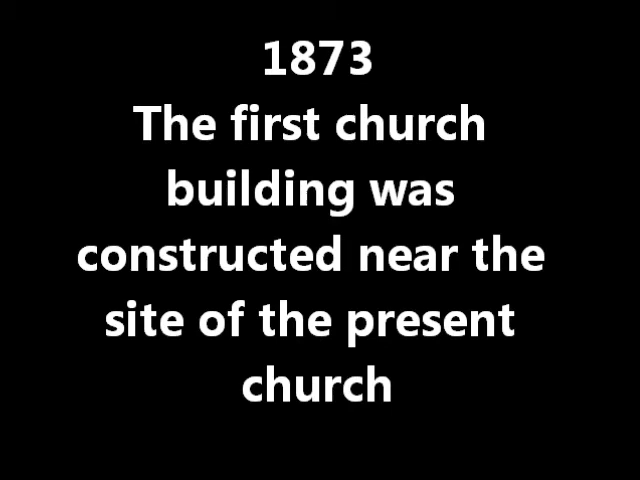 1873
The first church
building was
constructed near the
site of the present
church